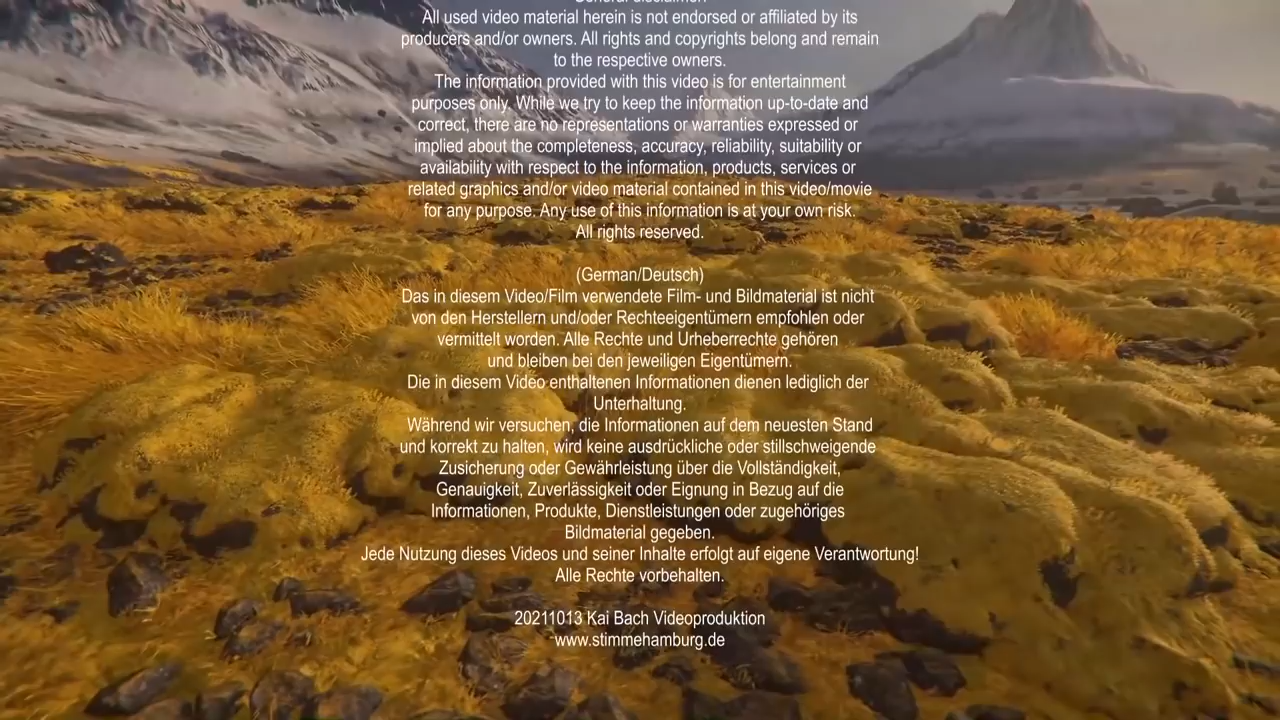 General disclaimer:
All used video material herein is not endorsed or affiliated by its
producers and/or owners. All rights and copyrights belong and remain
to the respective owners.
The information provided with this video is for entertainment
purposes only. While we try to keep the information up-to-date and
correct, there are no representations or warranties expressed or
implied about the completeness, accuracy, reliability, suitability or
availability with respect to the information, products, services or
related graphics and/or video material contained in this video/movie
for any purpose. Any use of this information is at your own risk.
All rights reserved.
(German/Deutsch)
Das in diesem Video/Film verwendete Film- und Bildmaterial ist nicht
von den Herstellern und/oder Rechteeigentümern empfohlen oder
vermittelt worden. Alle Rechte und Urheberrechte gehören
und bleiben bei den jeweiligen Eigentümern.
Die in diesem Video enthaltenen Informationen dienen lediglich der
Unterhaltung.
Während wir versuchen, die Informationen auf dem neuesten Stand
und korrekt zu halten, wird keine ausdrückliche oder stillschweigende
Zusicherung oder Gewährleistung über die Vollständigkeit,
Genauigkeit, Zuverlässigkeit oder Eignung in Bezug auf die
Informationen, Produkte, Dienstleistungen oder zugehöriges
Bildmaterial gegeben.
Jede Nutzung dieses Videos und seiner Inhalte erfolgt auf eigene Verantwortung!
Alle Rechte vorbehalten.
20211013 Kai Bach Videoproduktion
www.stimmehamburg.de